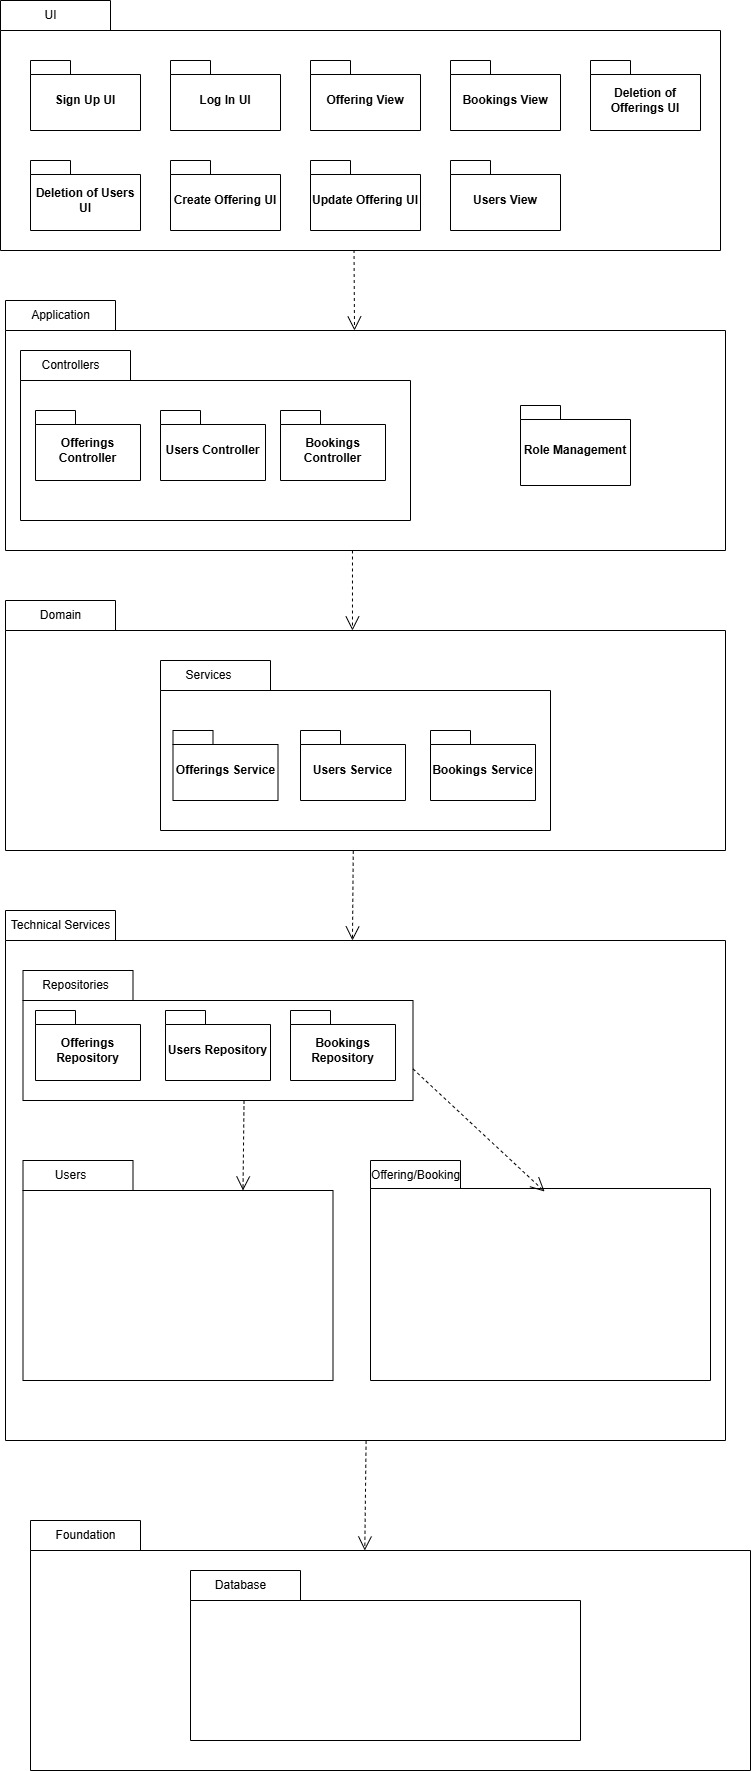 UI
Sign Up UI
Log In UI
Offering View
Bookings View
Deletion of
Offerings UI
Deletion of Users
UI
Create Offering UI
Update Offering UI
Users View
Application
Controllers
Offerings
Controller
Users Controller
Bookings
Controller
Role Management
Domain
Services
Offerings Service
Users Service
Bookings Service
Technical Services
Repositories
Offerings
Repository
Users Repository
Bookings
Repository
Users
Offering/Booking
Foundation
Database